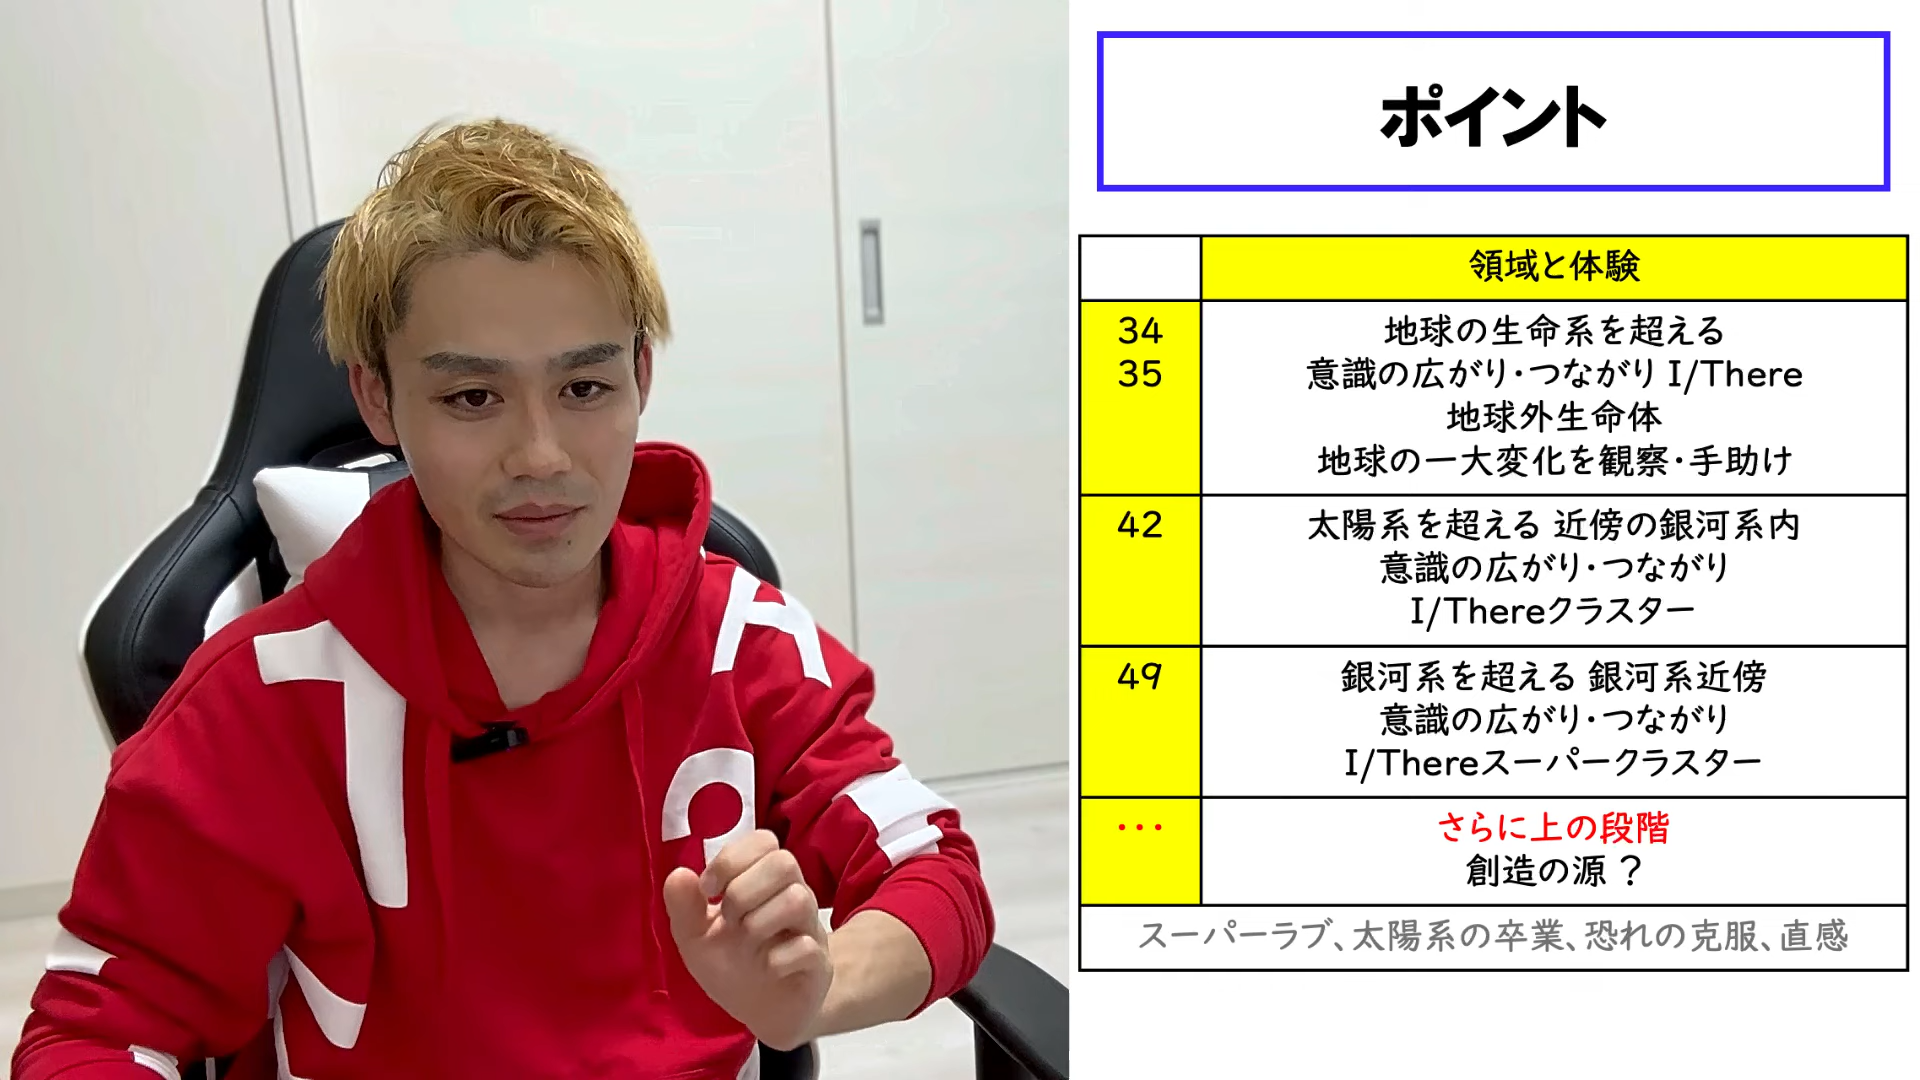 ポイント
領域と体験
34
35
地球の生命系を超える
意識の広がり・つながり I/There
地球外生命体
地球の一大変化を観察・手助け
42
太陽系を超える 近傍の銀河系内
意識の広がり・つながり
I/Thereクラスター
49
銀河系を超える 銀河系近傍
意識の広がり・つながり
I/Thereスーパークラスター
・・・
さらに上の段階
創造の源 ?
スーパーラブ、太陽系の卒業、恐れの克服、直感